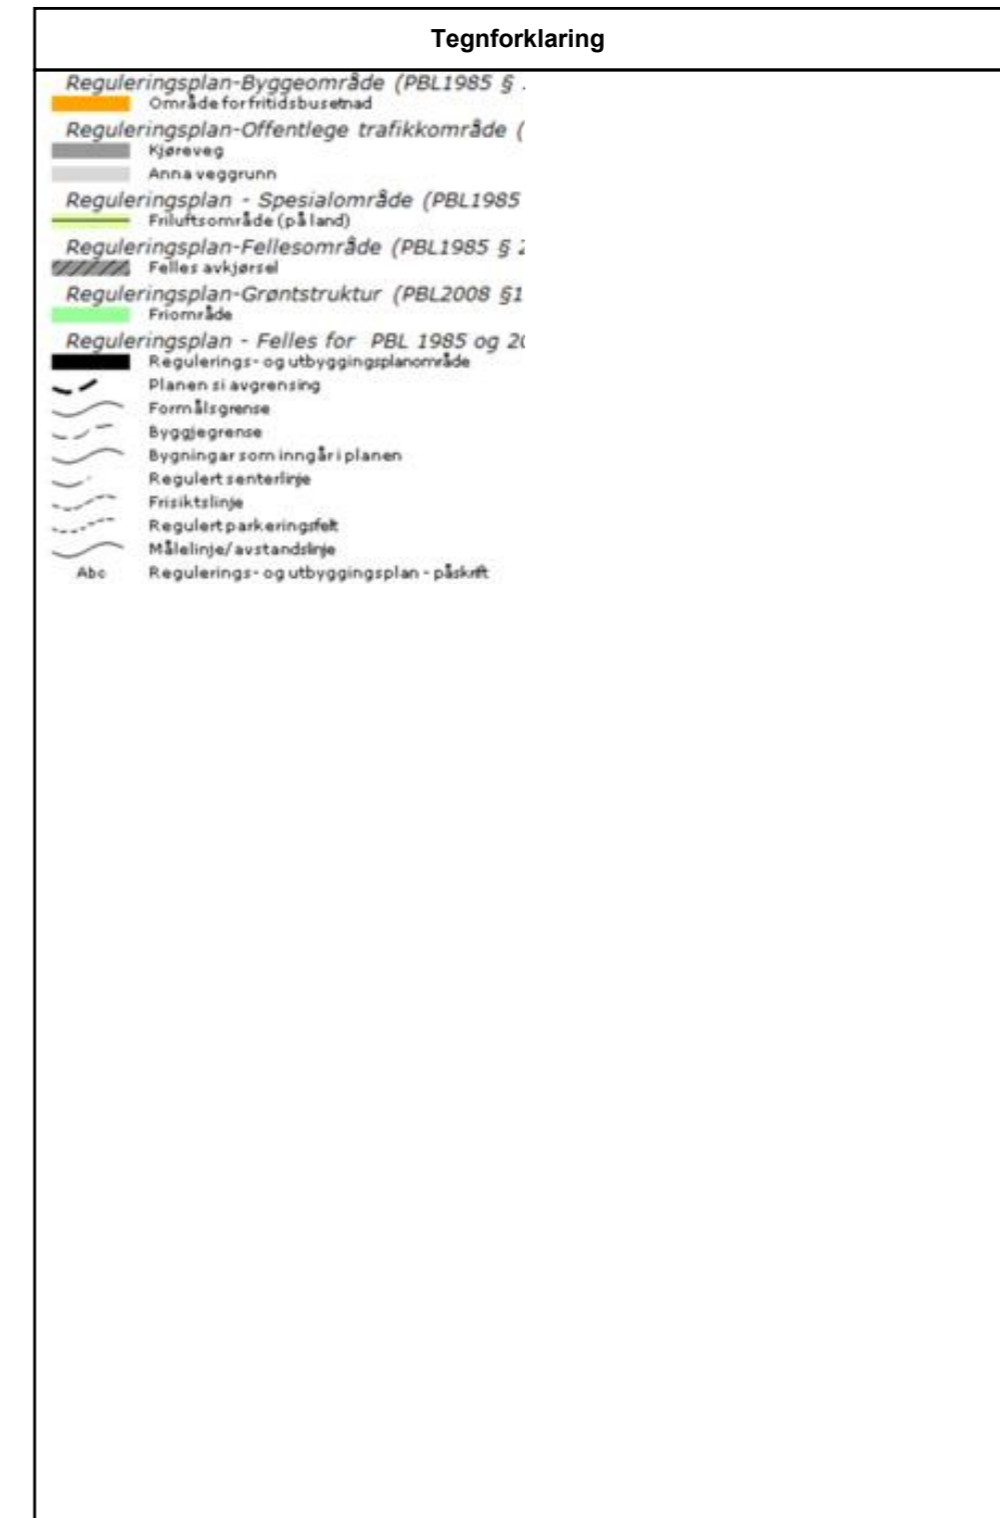 Tegnforklaring
Reguleringsplan-Byggeområde (PBL1985 §
Område for fritidsbusetnad
Reguleringsplan-Offentlege trafikkområde (
Kjøreveg
Anna veggrunn
Reguleringsplan - Spesialområde (PBL1985
Friluftsområde (på land)
Reguleringsplan-Fellesområde (PBL1985 § 2
Felles avkjørsel
Reguleringsplan-Grøntstruktur (PBL2008 §1
Friområde
Reguleringsplan - Felles for PBL 1985 og 20
Regulerings- og utbyggingsplanområde
Planen si avgrensing
Formålsgrense
Byggjegrense
Bygningar som inngår i planen
Regulert senterlinje
Frisiktslinje
Regulert parkeringsfelt
Målelinje/avstandslinje
Abc Regulerings- og utbyggingsplan - påskrift